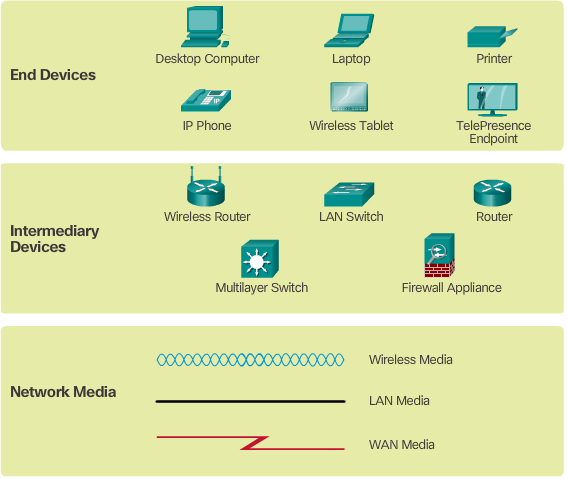 End Devices
Desktop Computer
Laptop
Printer
IP Phone
Wireless Tablet
TelePresence
Endpoint
Intermediary
Devices
Wireless Router
LAN Switch
Router
Multilayer Switch
Firewall Appliance
Network Media
Wireless Media
LAN Media
WAN Media